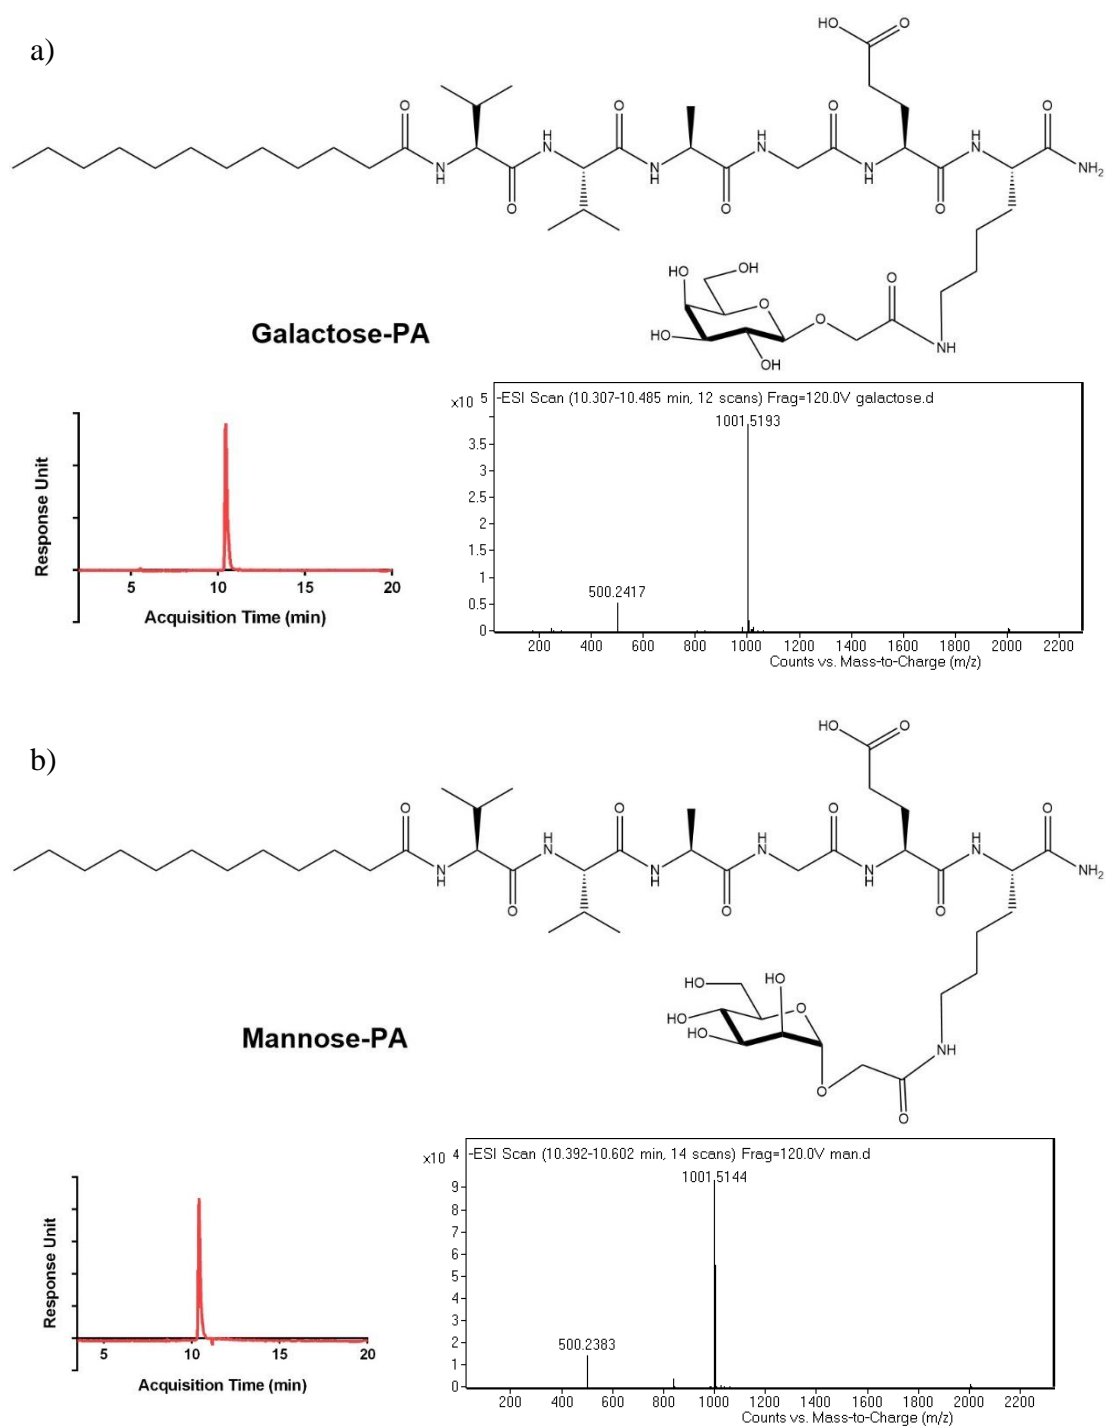 a)
HO
O
O
O
O
O
H
N
H
N
H
N
N
H
N
H
N
H
NH2
O
O
O
O
HO
OH
O
O
O
HO
OH
NH
Galactose-PA
x10 5 -ESI Scan (10.307-10.485 min, 12 scans) Frag=120.0V galactose.d
1001.5193
3.5
3
2.5
2
1.5
1
0.5
0
500.2417
200 400 600 800 1000 1200 1400 1600 1800 2000 2200
Counts vs. Mass-to-Charge (m/z)
Response Unit
5 10 15 20
Acquisition Time (min)
b)
HO
O
O
O
O
O
H
N
H
N
H
N
N
H
N
H
N
H
NH2
O
O
O
O
HO
HO
O
HO
HO
NH
O
O
Mannose-PA
x10 4 -ESI Scan (10.392-10.602 min, 14 scans) Frag=120.0V man.d
1001.5144
9
8
7
6
5
4
3
2
1
0
500.2383
200 400 600 800 1000 1200 1400 1600 1800 2000 2200
Counts vs. Mass-to-Charge (m/z)
Response Unit
5 10 15 20
Acquisition Time (min)